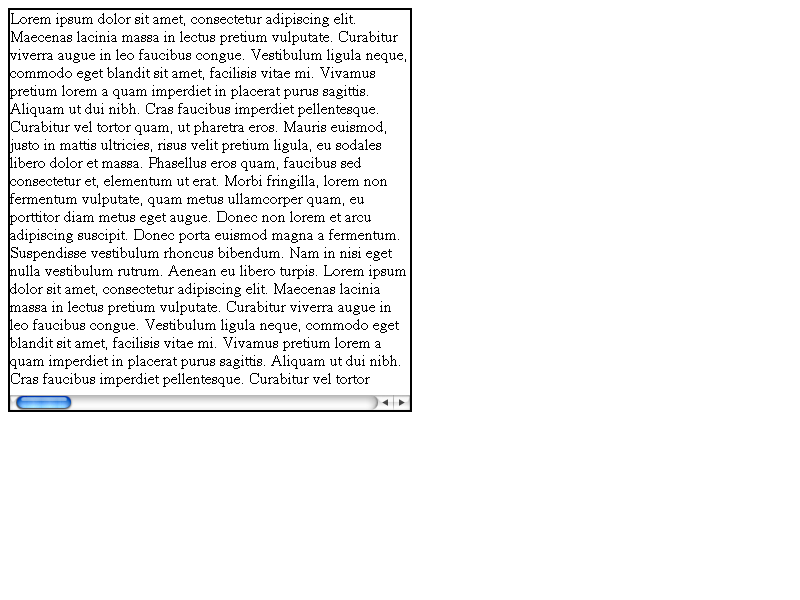 Lorem ipsum dolor sit amet, consectetur adipiscing elit.
Maecenas lacinia massa in lectus pretium vulputate. Curabitur
viverra augue in leo faucibus congue. Vestibulum ligula neque,
commodo eget blandit sit amet, facilisis vitae mi. Vivamus
pretium lorem a quam imperdiet in placerat purus sagittis.
Aliquam ut dui nibh. Cras faucibus imperdiet pellentesque.
Curabitur vel tortor quam, ut pharetra eros. Mauris euismod,
justo in mattis ultricies, risus velit pretium ligula, eu sodales
libero dolor et massa. Phasellus eros quam, faucibus sed
consectetur et, elementum ut erat. Morbi fringilla, lorem non
fermentum vulputate, quam metus ullamcorper quam, eu
porttitor diam metus eget augue. Donec non lorem et arcu
adipiscing suscipit. Donec porta euismod magna a fermentum.
Suspendisse vestibulum rhoncus bibendum. Nam in nisi eget
nulla vestibulum rutrum. Aenean eu libero turpis. Lorem ipsum
dolor sit amet, consectetur adipiscing elit. Maecenas lacinia
massa in lectus pretium vulputate. Curabitur viverra augue in
leo faucibus congue. Vestibulum ligula neque, commodo eget
blandit sit amet, facilisis vitae mi. Vivamus pretium lorem a
quam imperdiet in placerat purus sagittis. Aliquam ut dui nibh.
Cras faucibus imperdiet pellentesque. Curabitur vel tortor